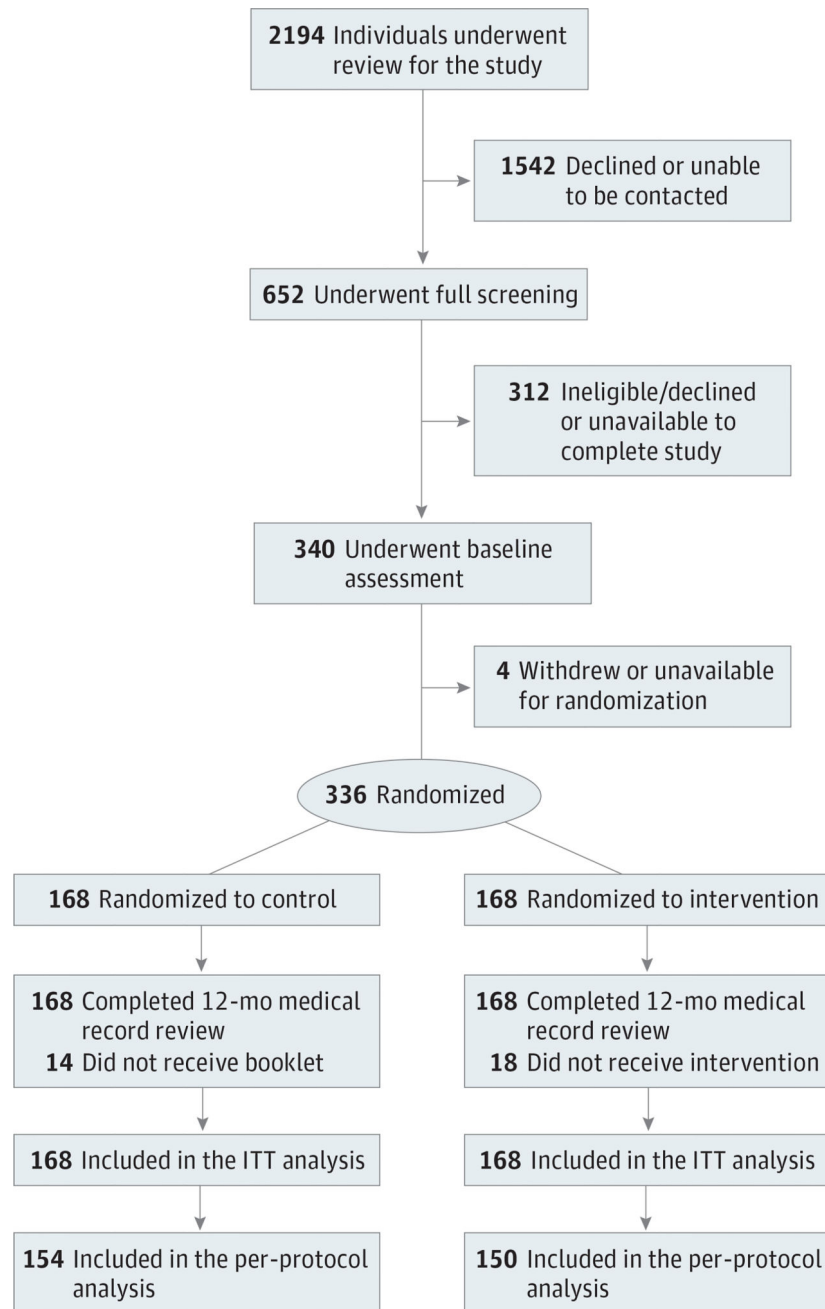 2194 Individuals underwent
review for the study
1542 Declined or unable
to be contacted
652 Underwent full screening
312 Ineligible/declined
or unavailable to
complete study
340 Underwent baseline
assessment
4 Withdrew or unavailable
for randomization
336 Randomized
168 Randomized to control
168 Randomized to intervention
168 Completed 12-mo medical
record review
14 Did not receive booklet
168 Completed 12-mo medical
record review
18 Did not receive intervention
168 Included in the ITT analysis
168 Included in the ITT analysis
154 Included in the per-protocol
analysis
150 Included in the per-protocol
analysis